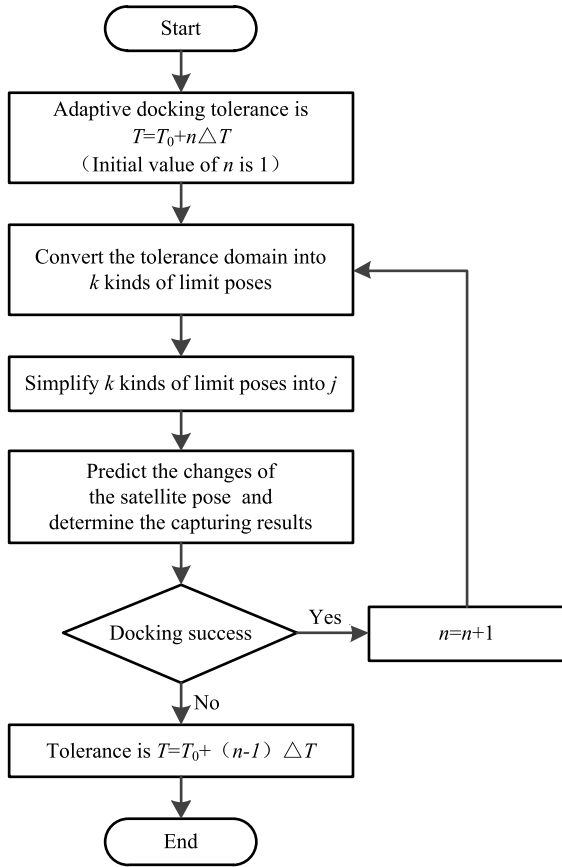 Start
Adaptive docking tolerance is
T=T₀+n△T
（Initial value of n is 1）
Convert the tolerance domain into
k kinds of limit poses
Simplify k kinds of limit poses into j
Predict the changes of
the satellite pose and
determine the capturing results
Docking success
Yes
n=n+1
No
Tolerance is T=T₀+（n-1）△T
End